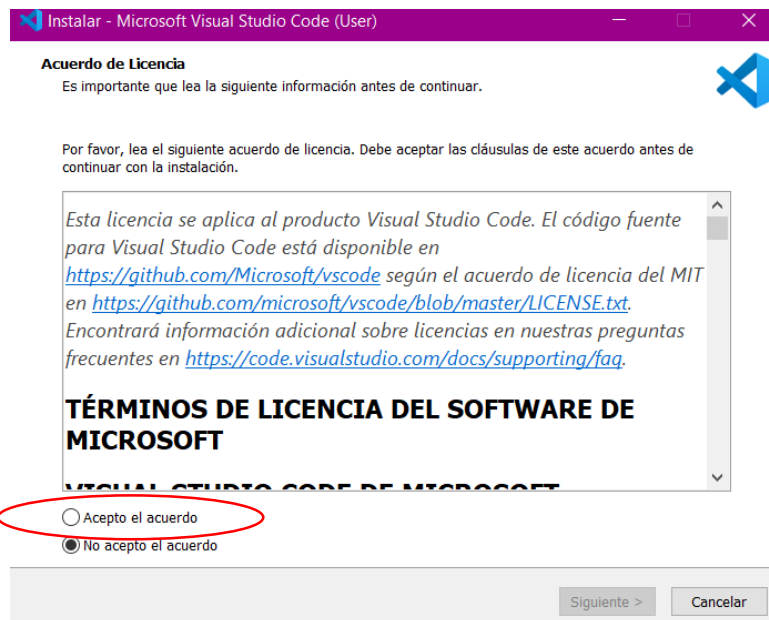 Instalar - Microsoft Visual Studio Code (User)
Acuerdo de Licencia
Es importante que lea la siguiente información antes de continuar.
Por favor, lea el siguiente acuerdo de licencia. Debe aceptar las cláusulas de este acuerdo antes de
continuar con la instalación.
Esta licencia se aplica al producto Visual Studio Code. El código fuente
para Visual Studio Code está disponible en
https://github.com/Microsoft/vscode según el acuerdo de licencia del MIT
en https://github.com/microsoft/vscode/blob/master/LICENSE.txt.
Encontrará información adicional sobre licencias en nuestras preguntas
frecuentes en https://code.visualstudio.com/docs/supporting/faq.
TÉRMINOS DE LICENCIA DEL SOFTWARE DE
MICROSOFT
VISUAL STUDIO CODE DE MICROSOFT
Acepto el acuerdo
No acepto el acuerdo
Siguiente >
Cancelar